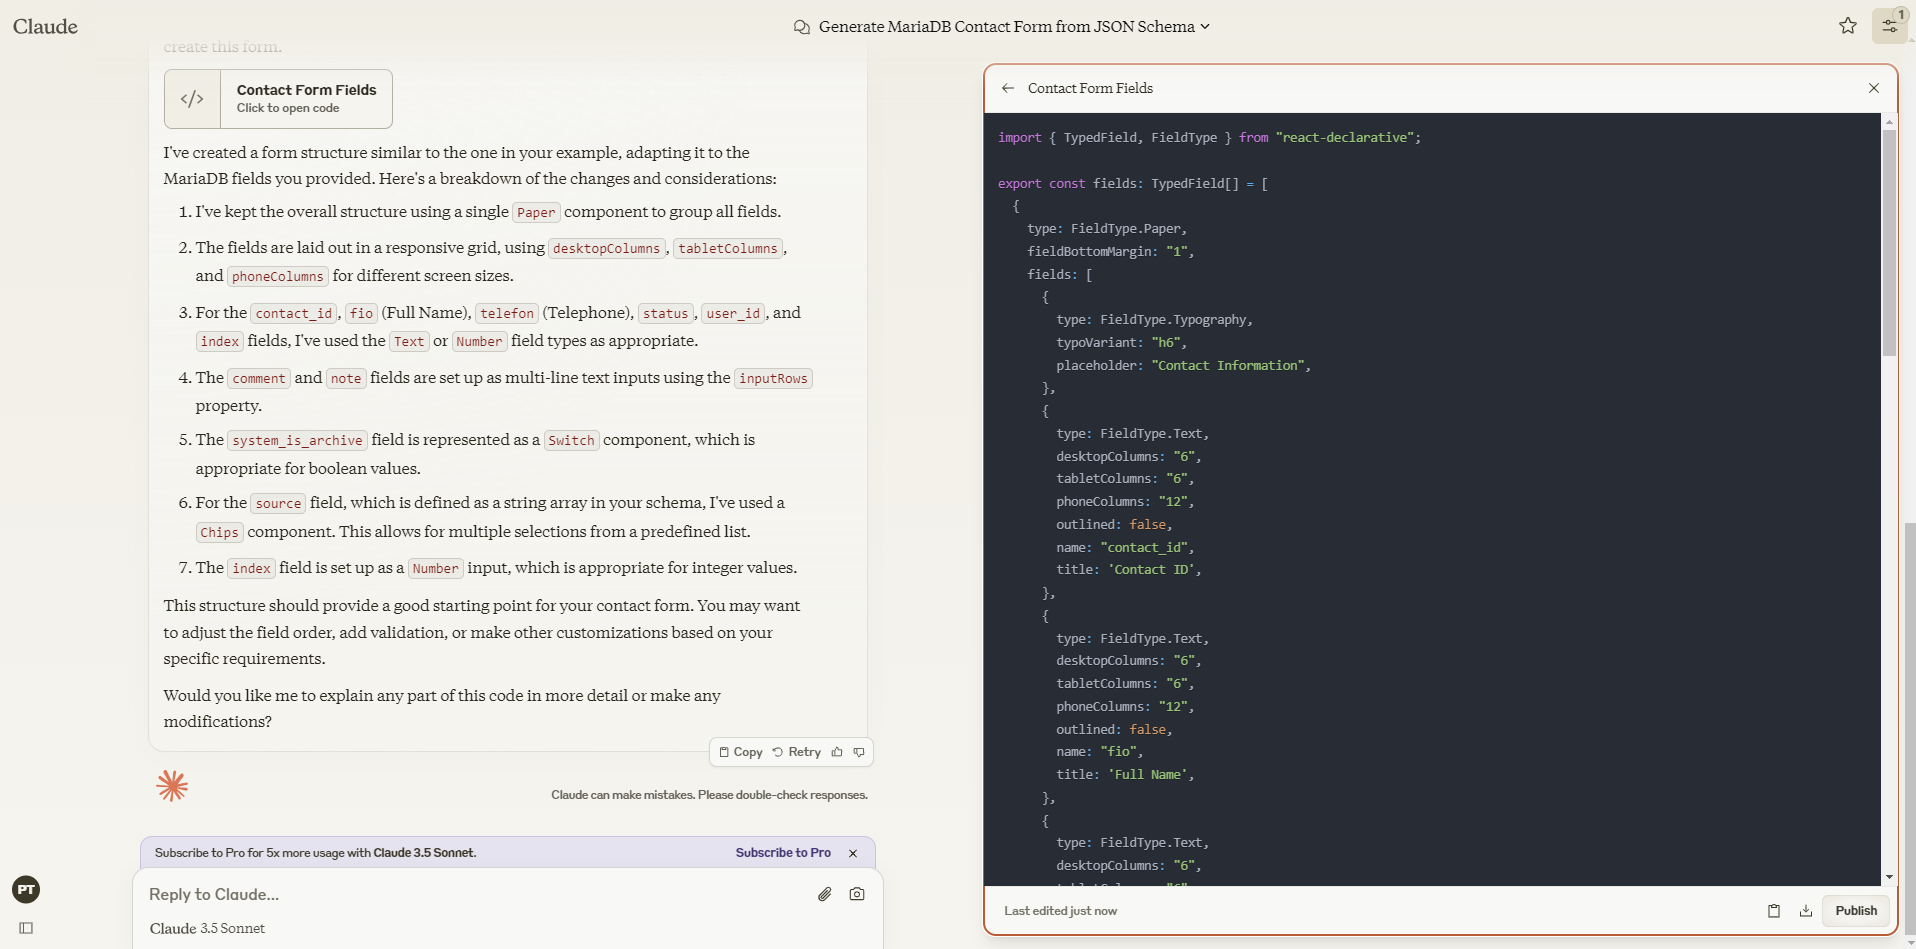 Claude
Generate MariaDB Contact Form from JSON Schema
1
create this form.
</>
Contact Form Fields
Click to open code
I've created a form structure similar to the one in your example, adapting it to the
MariaDB fields you provided. Here's a breakdown of the changes and considerations:
1. I've kept the overall structure using a single Paper component to group all fields.
2. The fields are laid out in a responsive grid, using desktopColumns, tabletColumns,
and phoneColumns for different screen sizes.
3. For the contact_id, fio (Full Name), telefon (Telephone), status, user_id, and
index fields, I've used the Text or Number field types as appropriate.
4. The comment and note fields are set up as multi-line text inputs using the inputRows
property.
5. The system_is_archive field is represented as a Switch component, which is
appropriate for boolean values.
6. For the source field, which is defined as a string array in your schema, I've used a
Chips component. This allows for multiple selections from a predefined list.
7. The index field is set up as a Number input, which is appropriate for integer values.
This structure should provide a good starting point for your contact form. You may want
to adjust the field order, add validation, or make other customizations based on your
specific requirements.
Would you like me to explain any part of this code in more detail or make any
modifications?
Copy Retry
Claude can make mistakes. Please double-check responses.
Subscribe to Pro for 5x more usage with Claude 3.5 Sonnet.
Subscribe to Pro
PT
Reply to Claude...
Claude 3.5 Sonnet
Contact Form Fields
import { TypedField, FieldType } from "react-declarative";
export const fields: TypedField[] = [
{
type: FieldType.Paper,
fieldBottomMargin: "1",
fields: [
{
type: FieldType.Typography,
typoVariant: "h6",
placeholder: "Contact Information",
},
{
type: FieldType.Text,
desktopColumns: "6",
tabletColumns: "6",
phoneColumns: "12",
outlined: false,
name: "contact_id",
title: 'Contact ID',
},
{
type: FieldType.Text,
desktopColumns: "6",
tabletColumns: "6",
phoneColumns: "12",
outlined: false,
name: "fio",
title: 'Full Name',
},
{
type: FieldType.Text,
desktopColumns: "6",
Last edited just now
Publish